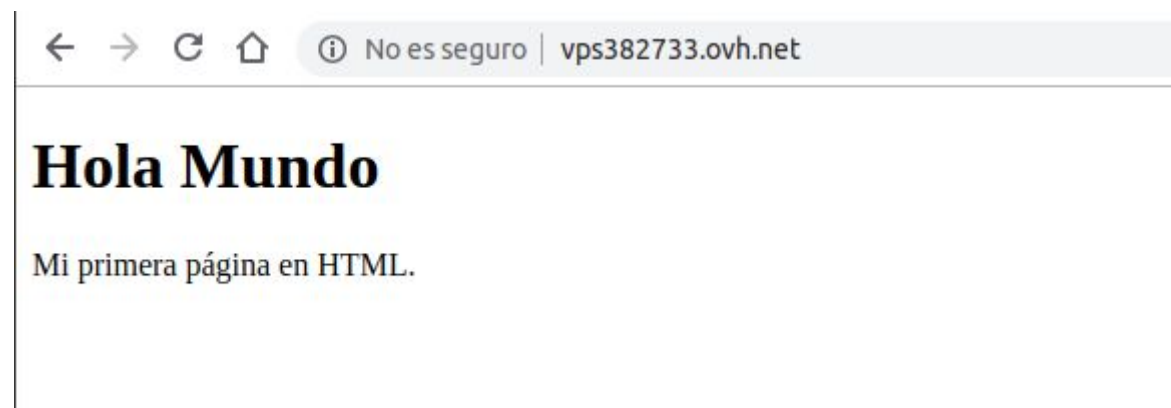 No es seguro | vps382733.ovh.net
Hola Mundo
Mi primera página en HTML.